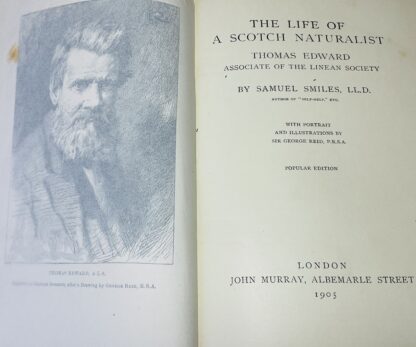 THOMAS EDWARD, A.L.S.
THE LIFE OF
A SCOTCH NATURALIST
THOMAS EDWARD
ASSOCIATE OF THE LINEAN SOCIETY
BY SAMUEL SMILES, LL.D.
AUTHOR OF "SELF-HELP," ETC.
WITH PORTRAIT
AND ILLUSTRATIONS BY
SIR GEORGE REID, P.R.S.A.
POPULAR EDITION
LONDON
JOHN MURRAY, ALBEMARLE STREET
1905